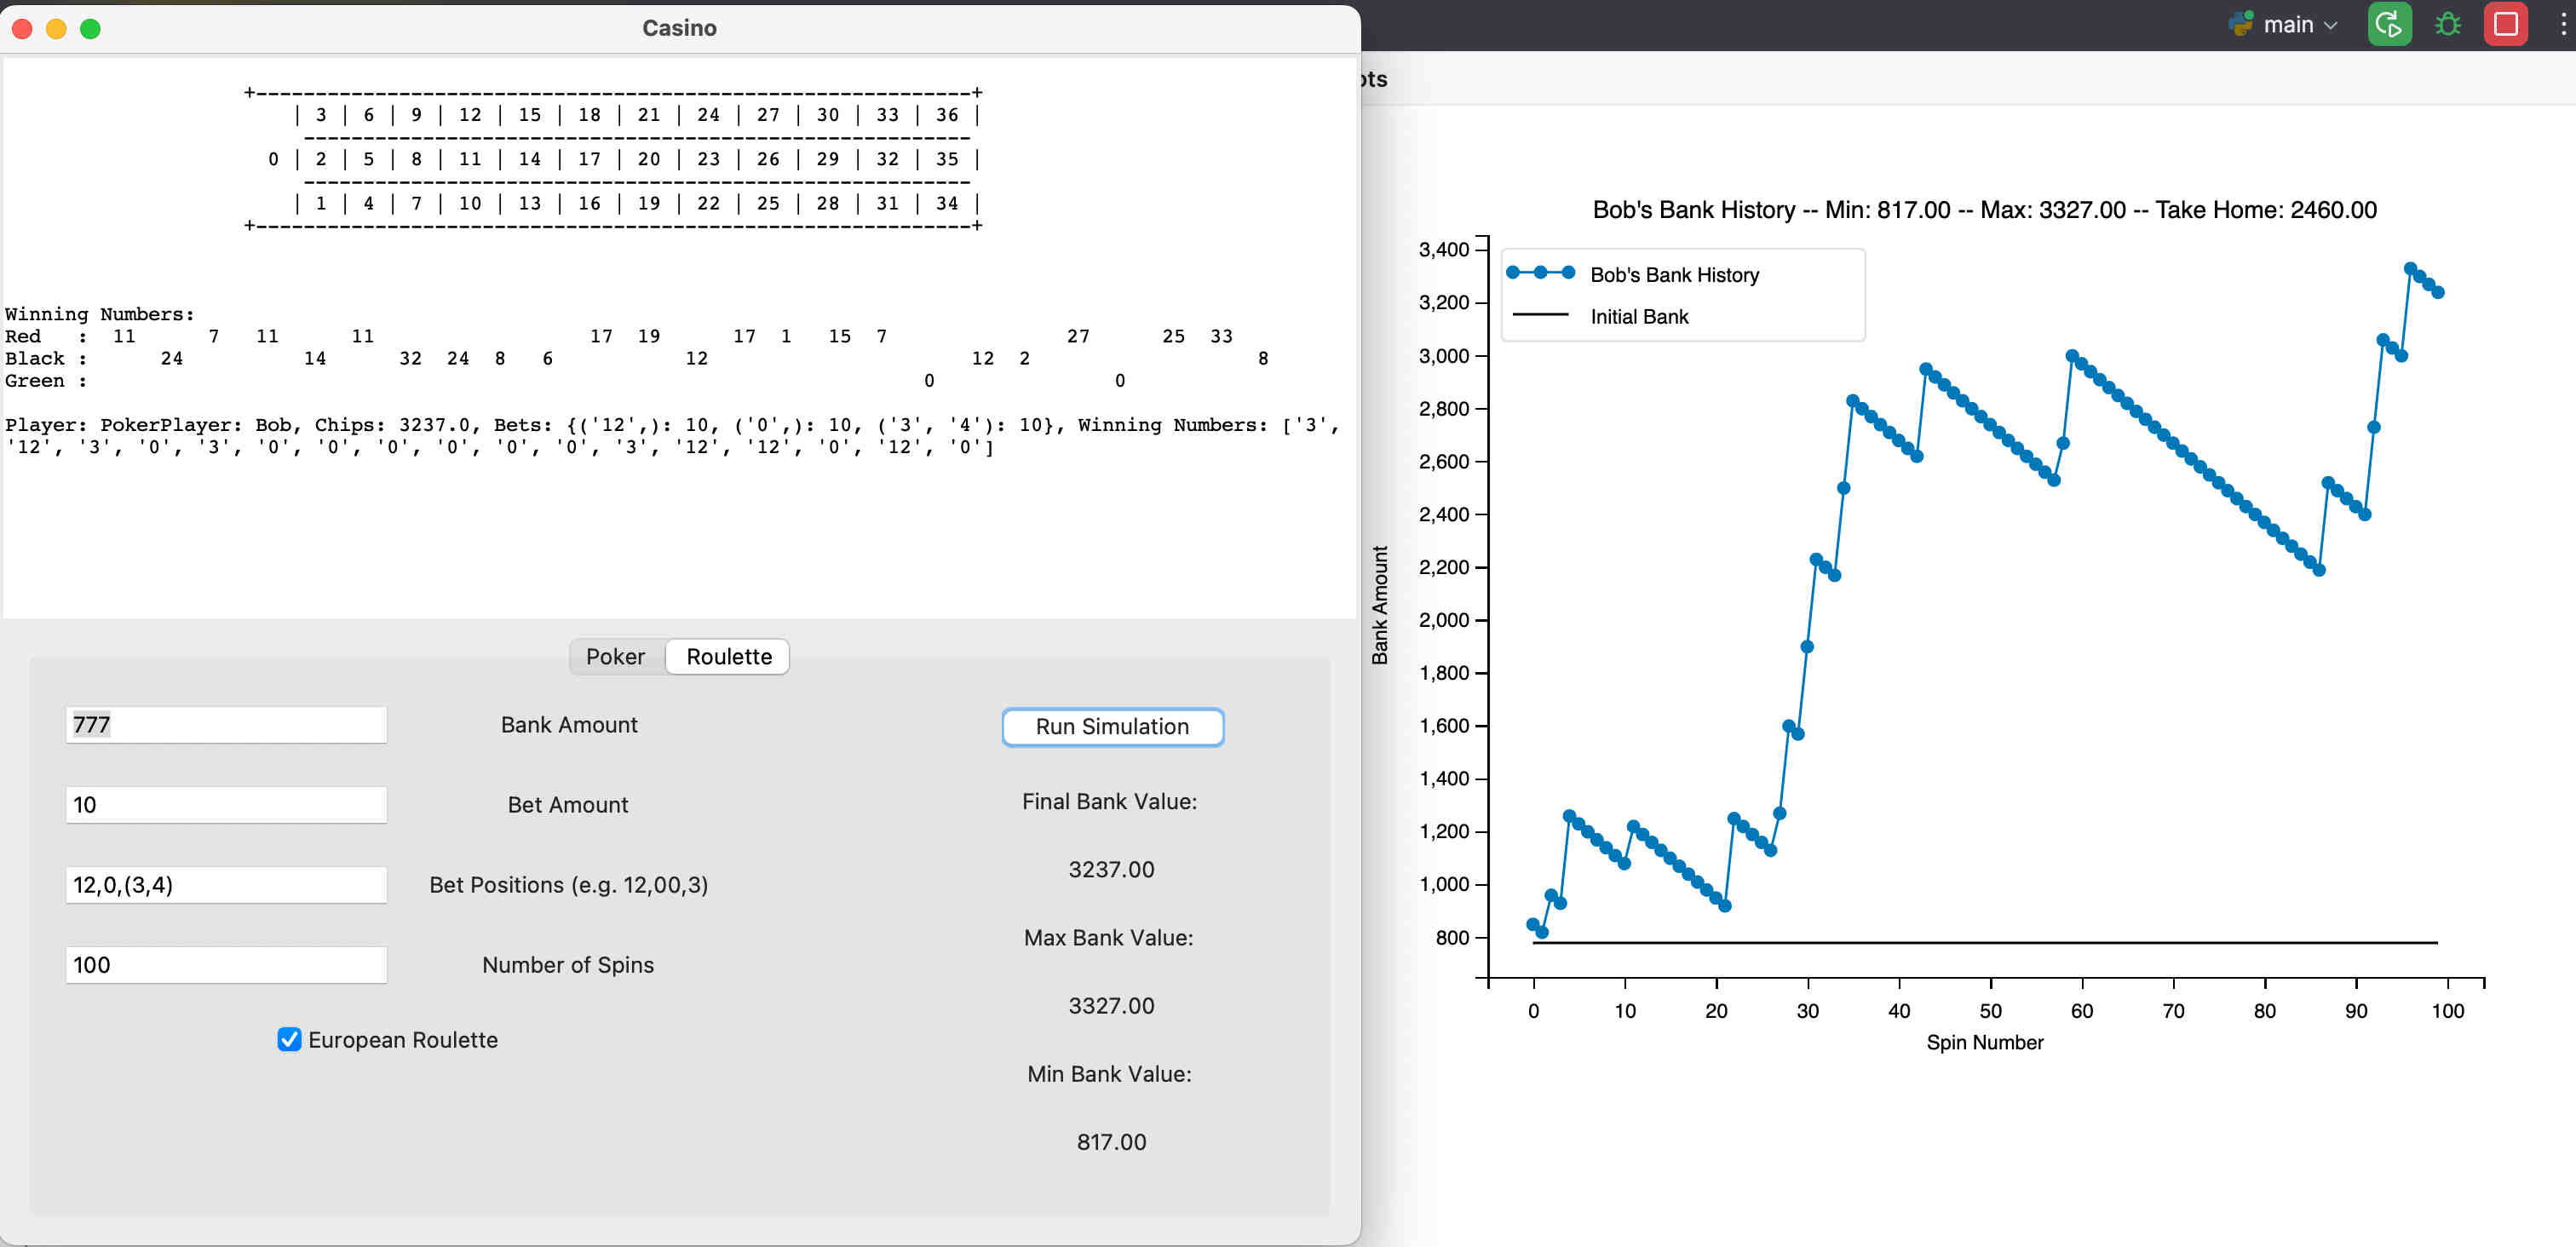 Casino
main
ots
+------------------------------------------------------------+
| 3 | 6 | 9 | 12 | 15 | 18 | 21 | 24 | 27 | 30 | 33 | 36 |
--------------------------------------------------------
0 | 2 | 5 | 8 | 11 | 14 | 17 | 20 | 23 | 26 | 29 | 32 | 35 |
--------------------------------------------------------
| 1 | 4 | 7 | 10 | 13 | 16 | 19 | 22 | 25 | 28 | 31 | 34 |
+------------------------------------------------------------+
Winning Numbers:
Red : 11 7 11 11 17 19 17 1 15 7 27 25 33
Black : 24 14 32 24 8 6 12 12 2 8
Green : 0 0
Player: PokerPlayer: Bob, Chips: 3237.0, Bets: {('12',): 10, ('0',): 10, ('3', '4'): 10}, Winning Numbers: ['3',
'12', '3', '0', '3', '0', '0', '0', '0', '0', '0', '3', '12', '12', '0', '12', '0']
Poker Roulette
777 Bank Amount
10 Bet Amount
12,0,(3,4) Bet Positions (e.g. 12,00,3)
100 Number of Spins
European Roulette
Run Simulation
Final Bank Value:
3237.00
Max Bank Value:
3327.00
Min Bank Value:
817.00
Bob's Bank History -- Min: 817.00 -- Max: 3327.00 -- Take Home: 2460.00
Bob's Bank History
Initial Bank
Bank Amount
3,400
3,200
3,000
2,800
2,600
2,400
2,200
2,000
1,800
1,600
1,400
1,200
1,000
800
0 10 20 30 40 50 60 70 80 90 100
Spin Number